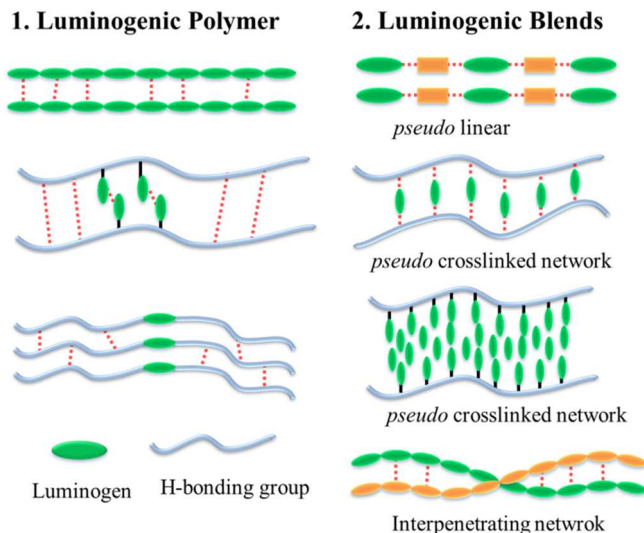 1. Luminogenic Polymer
Luminogen
H-bonding group
2. Luminogenic Blends
pseudo linear
pseudo crosslinked network
pseudo crosslinked network
Interpenetrating netwrok